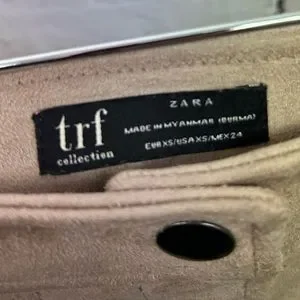 trf
collection
ZARA
MADE IN MYANMAR (BURMA)
EUR XS/USA XS/MEX 24